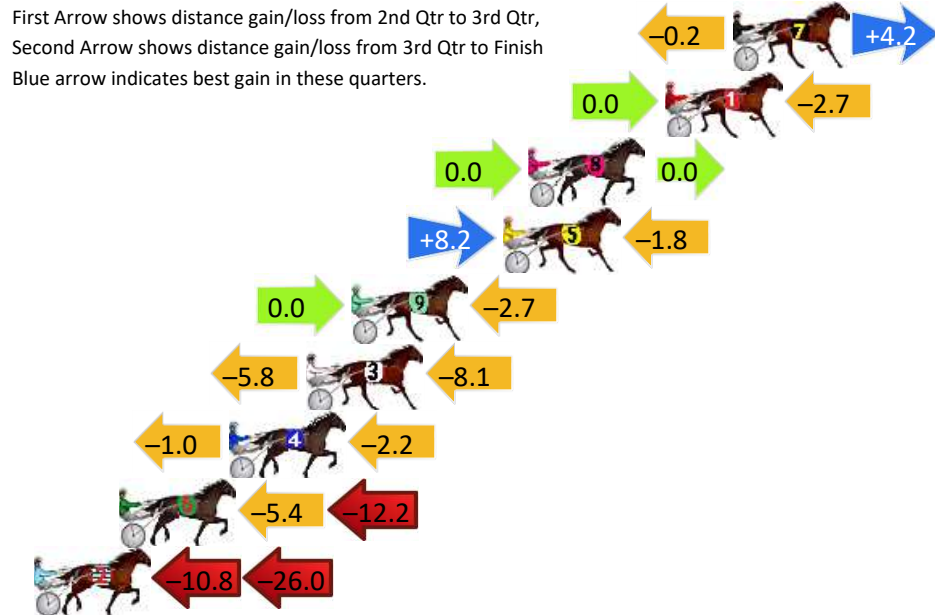 First Arrow shows distance gain/loss from 2nd Qtr to 3rd Qtr,
Second Arrow shows distance gain/loss from 3rd Qtr to Finish
Blue arrow indicates best gain in these quarters.
–0.2 7 +4.2
0.0 1 –2.7
0.0 8 0.0
+8.2 5 –1.8
0.0 9 –2.7
–5.8 3 –8.1
–1.0 4 –2.2
6 –5.4 –12.2
2 –10.8 –26.0